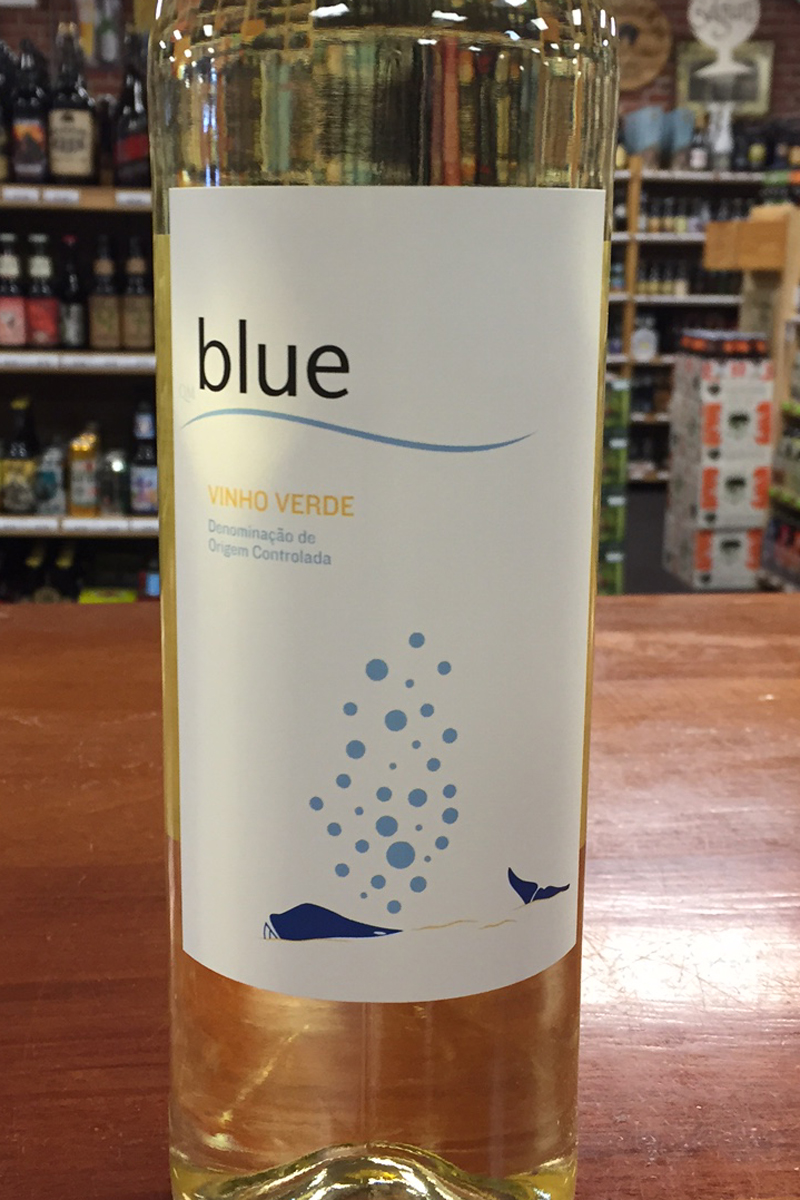 blue
VINHO VERDE
Denominação de
Origem Controlada